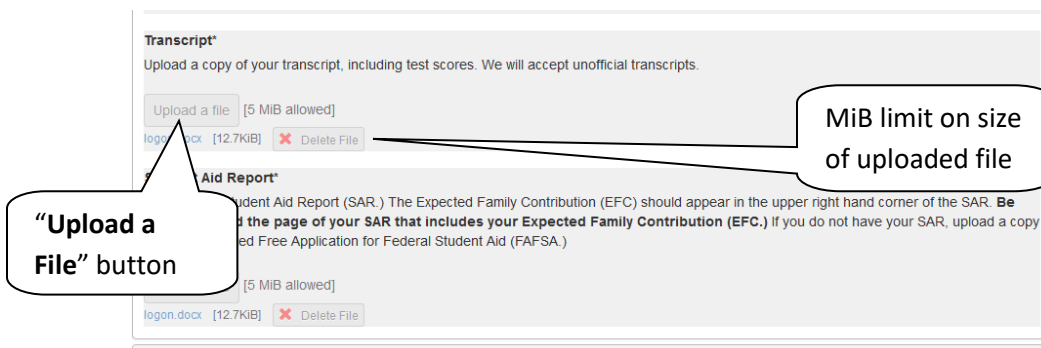 Transcript*
Upload a copy of your transcript, including test scores. We will accept unofficial transcripts.
Upload a file [5 MiB allowed]
logon.docx [12.7KiB] Delete File
MiB limit on size
of uploaded file
Aid Report*
udent Aid Report (SAR.) The Expected Family Contribution (EFC) should appear in the upper right hand corner of the SAR. Be
d the page of your SAR that includes your Expected Family Contribution (EFC.) If you do not have your SAR, upload a copy
ed Free Application for Federal Student Aid (FAFSA.)
“Upload a
File” button
[5 MiB allowed]
logon.docx [12.7KiB] Delete File